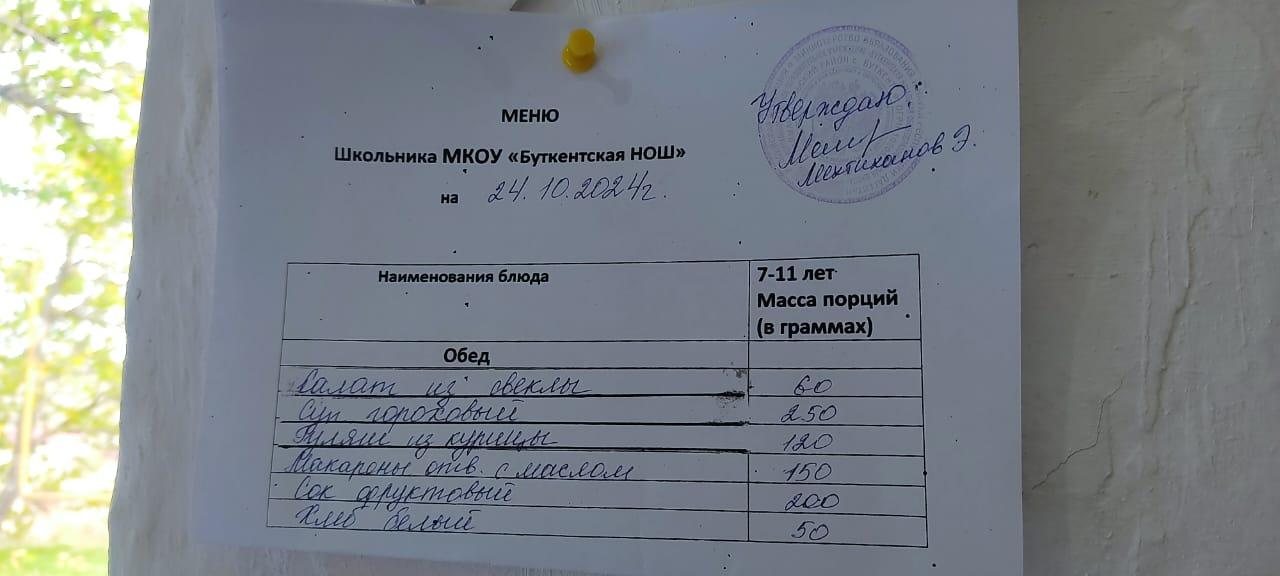 МЕНЮ
Школьника МКОУ «Буткентская НОШ»
на 24.10.2024г.
Утверждаю:
Мектиханов Э.
Наименования блюда
7-11 лет
Масса порций
(в граммах)
Обед
Салат из свеклы 60
Суп гороховый 250
Гуляш из курицы 120
Макароны отв. с маслом 150
Сок фруктовый 200
Хлеб белый 50